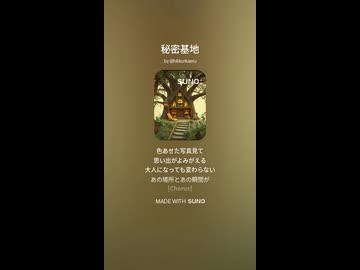 秘密基地
by @hikkurikaeru
SUNO
色あせた写真見て
思い出がよみがえる
大人になっても変わらない
あの場所とあの瞬間が
[Chorus]
MADE WITH SUNO